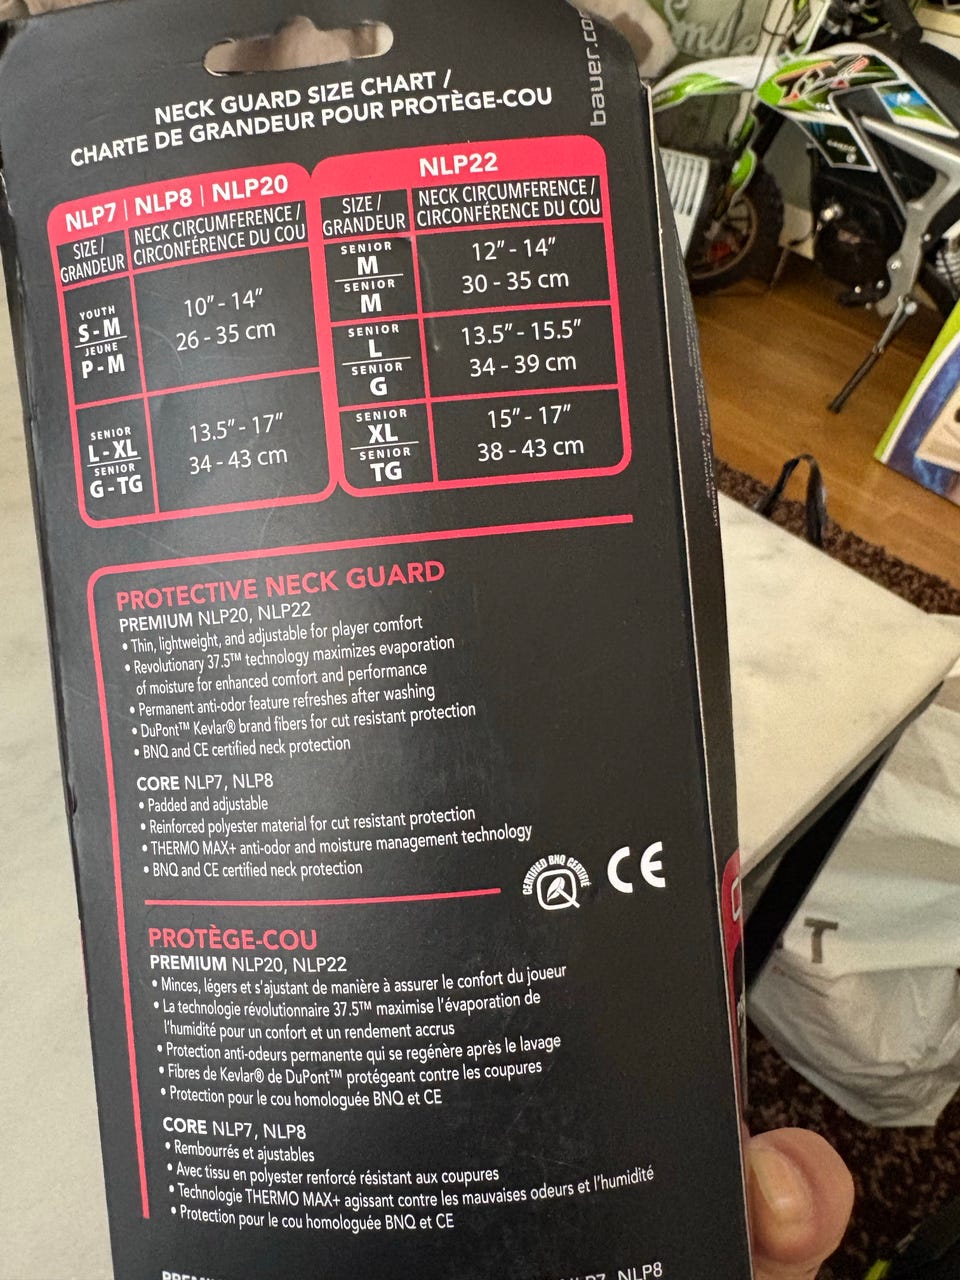 Smile
bauer.co
NECK GUARD SIZE CHART /
CHARTE DE GRANDEUR POUR PROTÈGE-COU
NLP7 | NLP8 | NLP20
SIZE /
GRANDEUR
NECK CIRCUMFERENCE /
CIRCONFÉRENCE DU COU
YOUTH
S - M
JEUNE
P - M
10" - 14"
26 - 35 cm
SENIOR
L - XL
SENIOR
G - TG
13.5" - 17"
34 - 43 cm
NLP22
SIZE /
GRANDEUR
NECK CIRCUMFERENCE /
CIRCONFÉRENCE DU COU
SENIOR
M
SENIOR
M
12" - 14"
30 - 35 cm
SENIOR
L
SENIOR
G
13.5" - 15.5"
34 - 39 cm
SENIOR
XL
SENIOR
TG
15" - 17"
38 - 43 cm
PROTECTIVE NECK GUARD
PREMIUM NLP20, NLP22
• Thin, lightweight, and adjustable for player comfort
• Revolutionary 37.5™ technology maximizes evaporation
of moisture for enhanced comfort and performance
• Permanent anti-odor feature refreshes after washing
• DuPont™ Kevlar® brand fibers for cut resistant protection
• BNQ and CE certified neck protection
CORE NLP7, NLP8
• Padded and adjustable
• Reinforced polyester material for cut resistant protection
• THERMO MAX+ anti-odor and moisture management technology
• BNQ and CE certified neck protection
CERTIFIED BNQ CERTIFIÉ
CE
PROTÈGE-COU
PREMIUM NLP20, NLP22
• Minces, légers et s'ajustant de manière à assurer le confort du joueur
• La technologie révolutionnaire 37.5™ maximise l'évaporation de
l'humidité pour un confort et un rendement accrus
• Protection anti-odeurs permanente qui se regénère après le lavage
• Fibres de Kevlar® de DuPont™ protégeant contre les coupures
• Protection pour le cou homologuée BNQ et CE
CORE NLP7, NLP8
• Rembourrés et ajustables
• Avec tissu en polyester renforcé résistant aux coupures
• Technologie THERMO MAX+ agissant contre les mauvaises odeurs et l'humidité
• Protection pour le cou homologuée BNQ et CE
NLP8
T